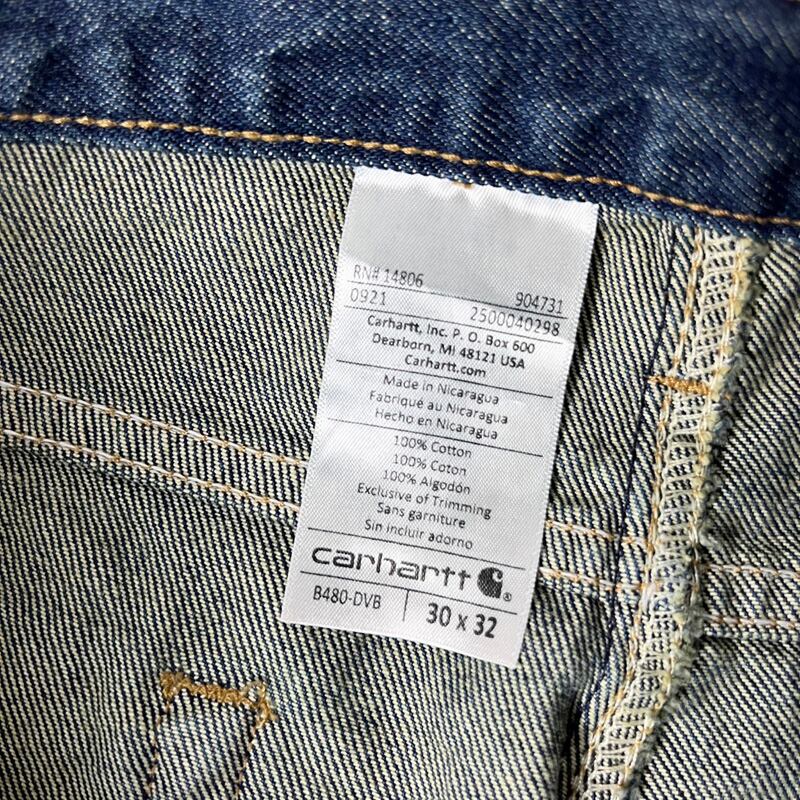 RN# 14806 904731
0921 2500040298
Carhartt, Inc. P. O. Box 600
Dearborn, MI 48121 USA
Carhartt.com
Made in Nicaragua
Fabriqué au Nicaragua
Hecho en Nicaragua
100% Cotton
100% Coton
100% Algodón
Exclusive of Trimming
Sans garniture
Sin incluir adorno
carhartt ®
B480-DVB 30 x 32